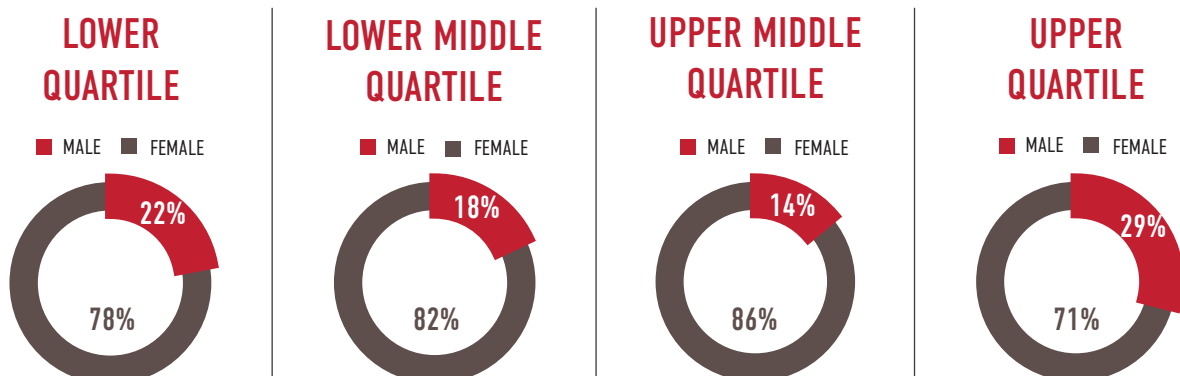 LOWER
QUARTILE
MALE FEMALE
22%
78%
LOWER MIDDLE
QUARTILE
MALE FEMALE
18%
82%
UPPER MIDDLE
QUARTILE
MALE FEMALE
14%
86%
UPPER
QUARTILE
MALE FEMALE
29%
71%